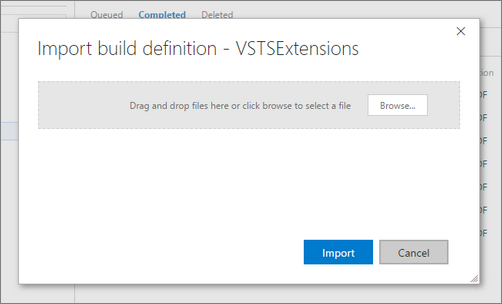 Queued Completed Deleted
Import build definition - VSTSExtensions
Drag and drop files here or click browse to select a file Browse...
Import Cancel